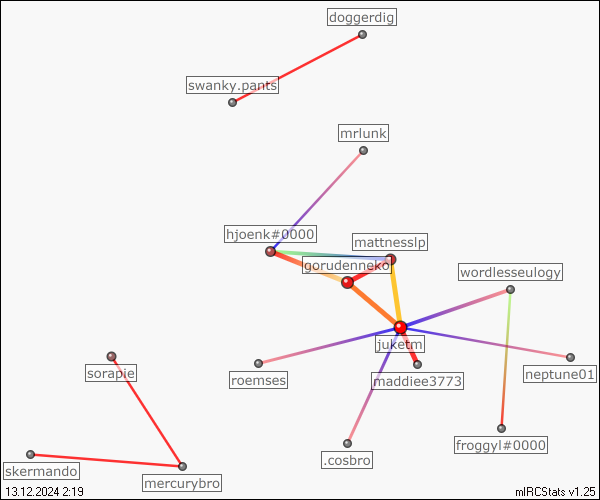 doggerdig
swanky.pants
mrlunk
hjoenk#0000
mattnesslp
gorudenneko
wordlesseulogy
juketm
sorapie
roemses
maddiee3773
neptune01
froggyl#0000
.cosbro
skermando
mercurybro
13.12.2024 2:19
mIRCStats v1.25